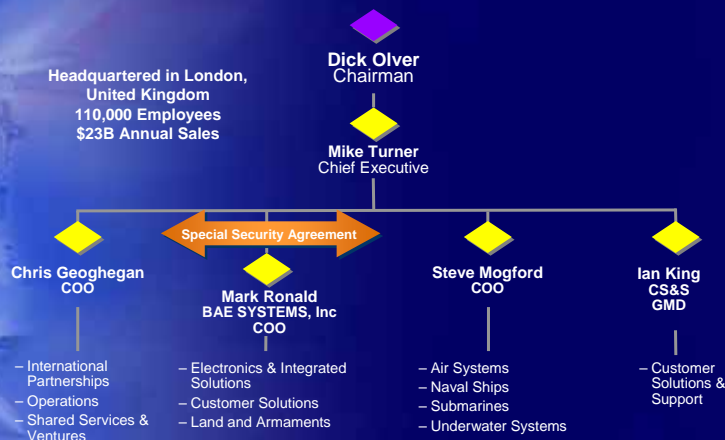 Dick Olver
Chairman
Headquartered in London,
United Kingdom
110,000 Employees
$23B Annual Sales
Mike Turner
Chief Executive
Special Security Agreement
Chris Geoghegan
COO
Mark Ronald
BAE SYSTEMS, Inc
COO
Steve Mogford
COO
Ian King
CS&S
GMD
– International
Partnerships
– Operations
– Shared Services &
Ventures
– Electronics & Integrated
Solutions
– Customer Solutions
– Land and Armaments
– Air Systems
– Naval Ships
– Submarines
– Underwater Systems
– Customer
Solutions &
Support